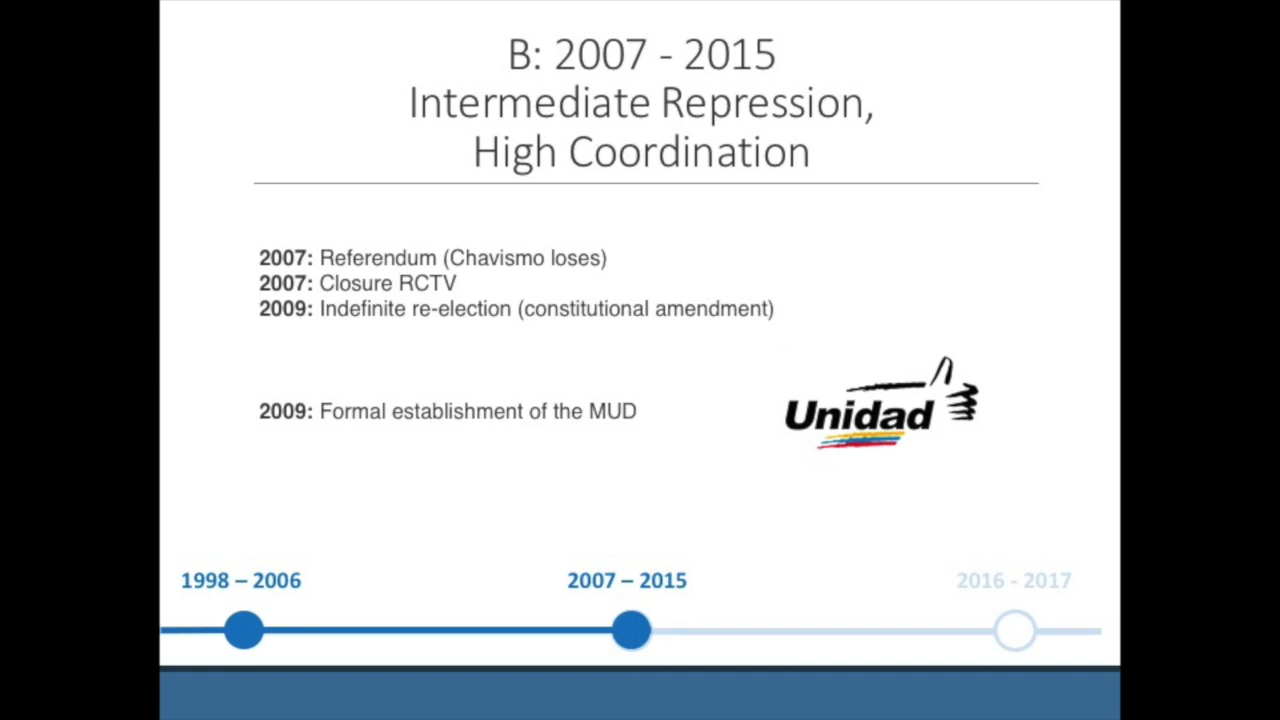 B: 2007 - 2015
Intermediate Repression,
High Coordination
2007: Referendum (Chavismo loses)
2007: Closure RCTV
2009: Indefinite re-election (constitutional amendment)
2009: Formal establishment of the MUD
Unidad
1998 – 2006
2007 – 2015
2016 - 2017